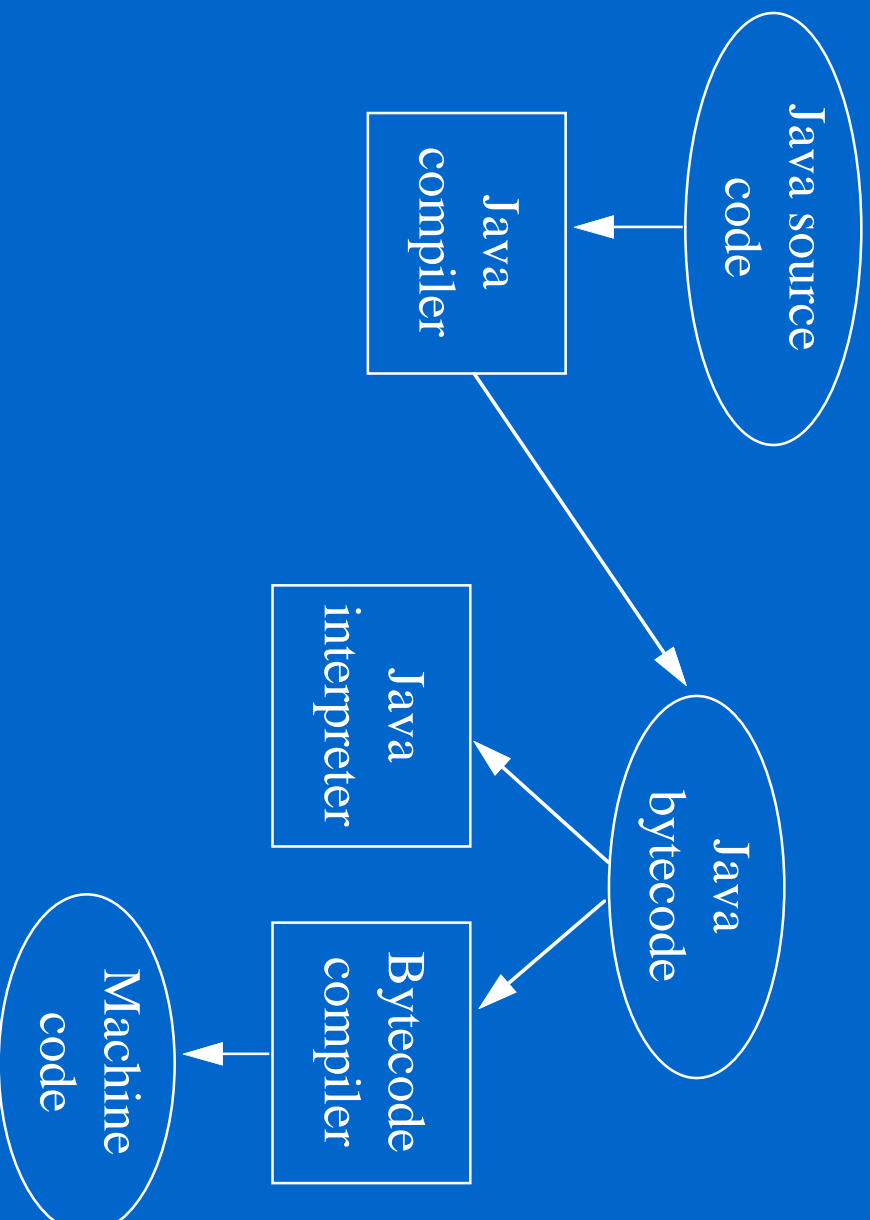 Java source
code
Java
compiler
Java
bytecode
Java
interpreter
Bytecode
compiler
Machine
code